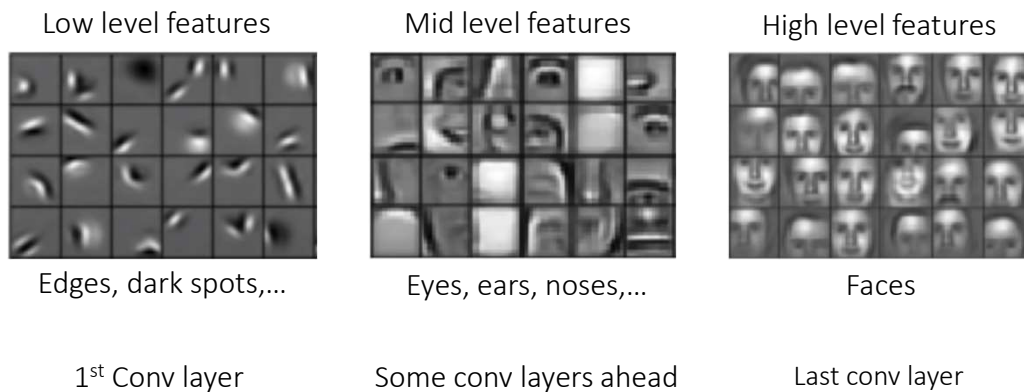 Low level features
Mid level features
High level features
Edges, dark spots,...
Eyes, ears, noses,...
Faces
1st Conv layer
Some conv layers ahead
Last conv layer